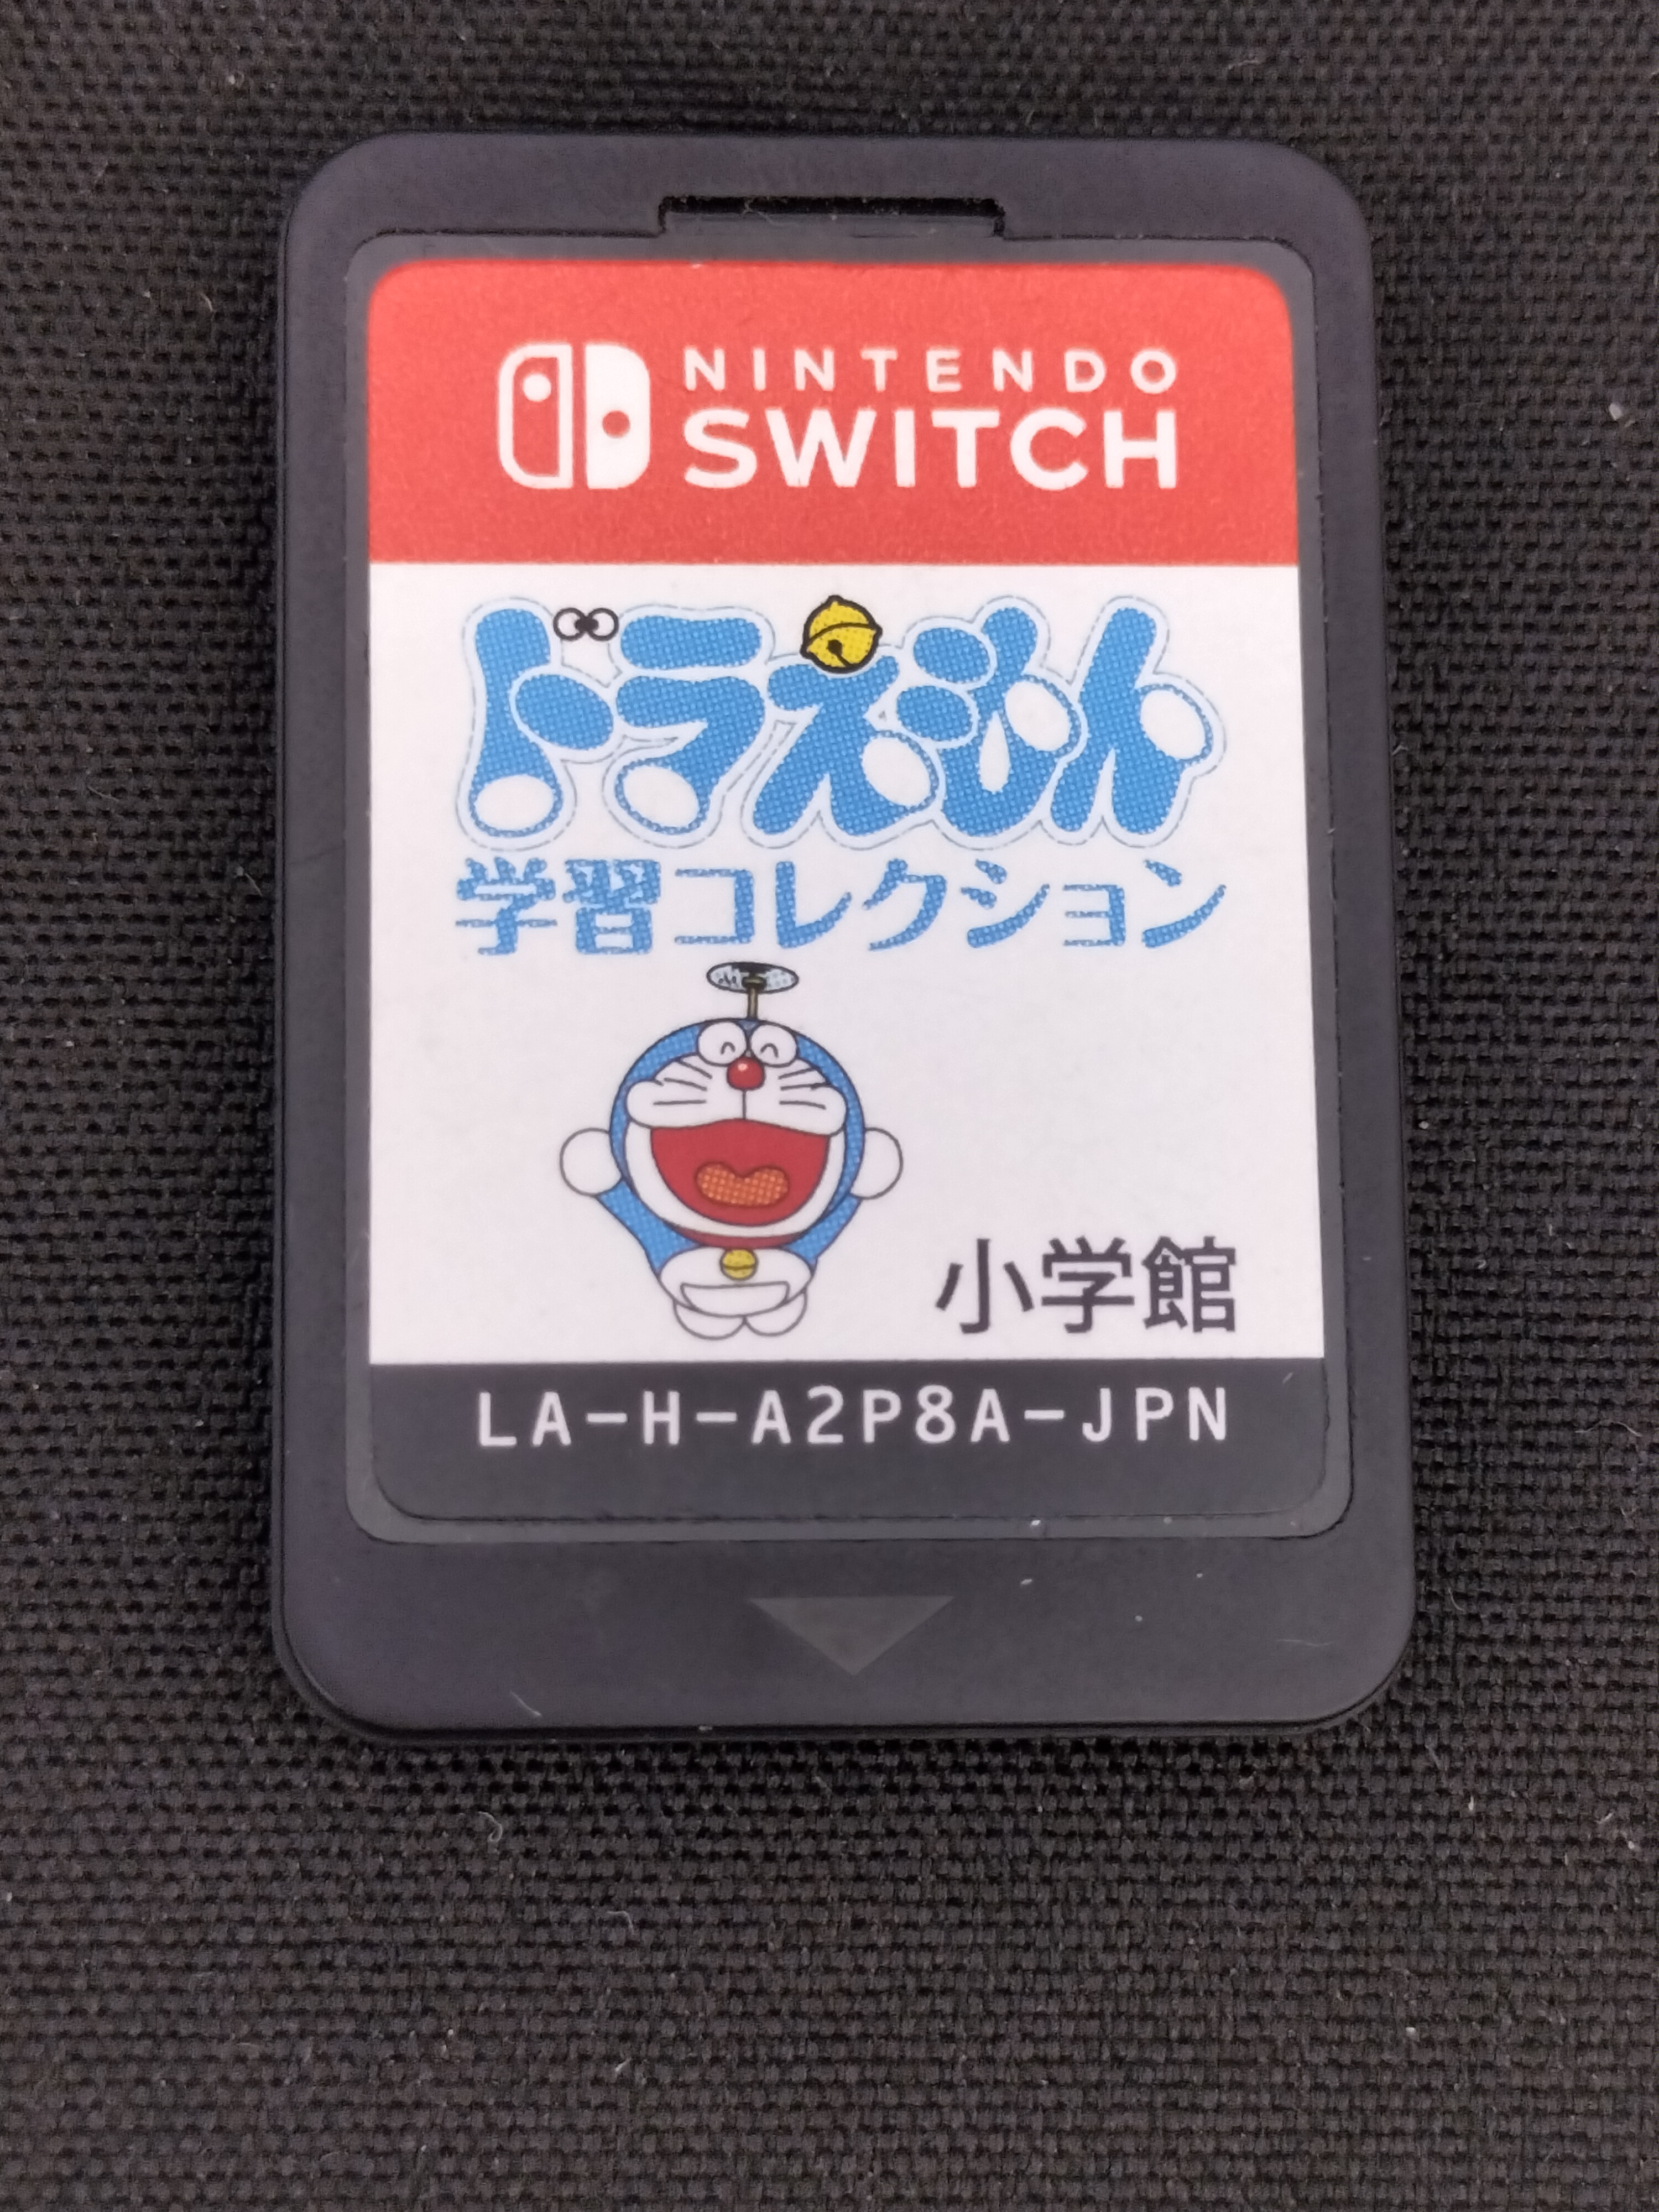 NINTENDO
SWITCH
ドラえもん
学習コレクション
小学館
LA-H-A2P8A-JPN